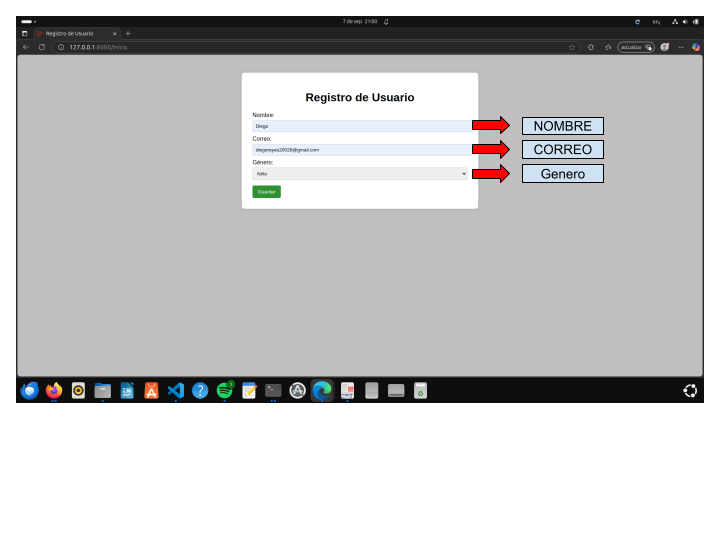 7 de sep 21:00
en₁
Registro de Usuario
127.0.0.1:8000/Inicio
Actualizar
Registro de Usuario
Nombre:
Diego
NOMBRE
Correo:
diegoreyes20026@gmail.com
CORREO
Género:
Niño
Genero
Guardar